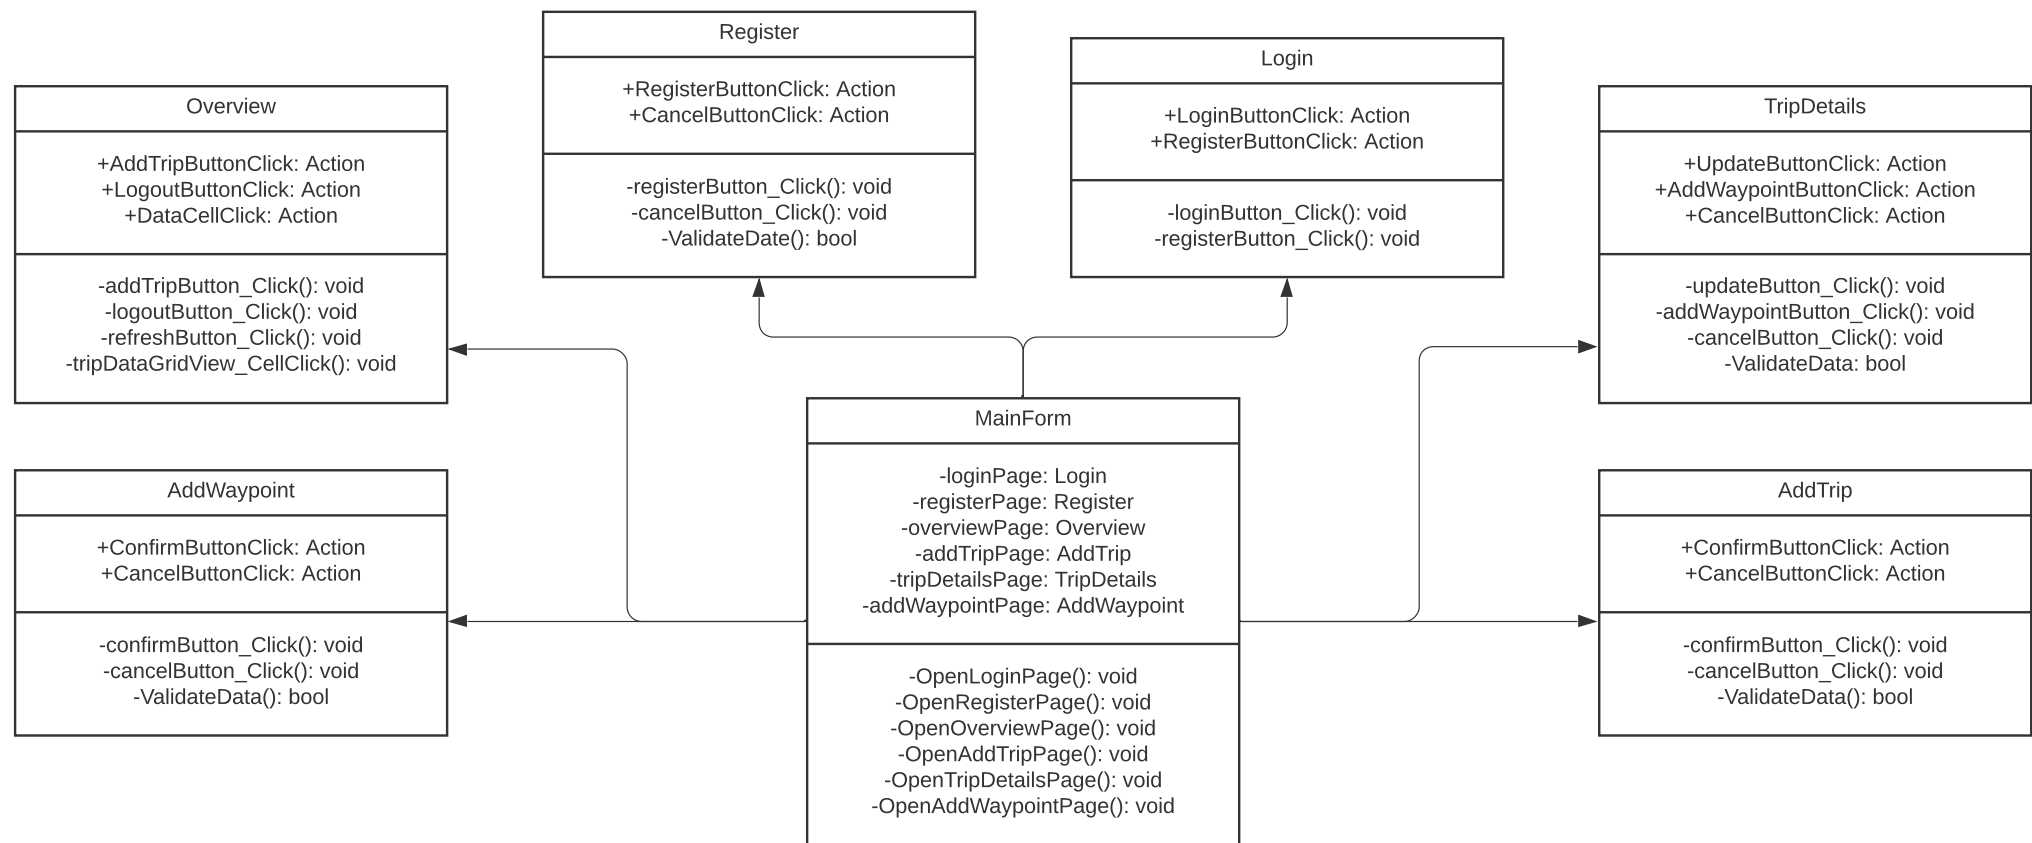 Register
+RegisterButtonClick: Action
+CancelButtonClick: Action
-registerButton_Click(): void
-cancelButton_Click(): void
-ValidateDate(): bool
Login
+LoginButtonClick: Action
+RegisterButtonClick: Action
-loginButton_Click(): void
-registerButton_Click(): void
Overview
+AddTripButtonClick: Action
+LogoutButtonClick: Action
+DataCellClick: Action
-addTripButton_Click(): void
-logoutButton_Click(): void
-refreshButton_Click(): void
-tripDataGridView_CellClick(): void
TripDetails
+UpdateButtonClick: Action
+AddWaypointButtonClick: Action
+CancelButtonClick: Action
-updateButton_Click(): void
-addWaypointButton_Click(): void
-cancelButton_Click(): void
-ValidateData: bool
MainForm
-loginPage: Login
-registerPage: Register
-overviewPage: Overview
-addTripPage: AddTrip
-tripDetailsPage: TripDetails
-addWaypointPage: AddWaypoint
-OpenLoginPage(): void
-OpenRegisterPage(): void
-OpenOverviewPage(): void
-OpenAddTripPage(): void
-OpenTripDetailsPage(): void
-OpenAddWaypointPage(): void
AddWaypoint
+ConfirmButtonClick: Action
+CancelButtonClick: Action
-confirmButton_Click(): void
-cancelButton_Click(): void
-ValidateData(): bool
AddTrip
+ConfirmButtonClick: Action
+CancelButtonClick: Action
-confirmButton_Click(): void
-cancelButton_Click(): void
-ValidateData(): bool